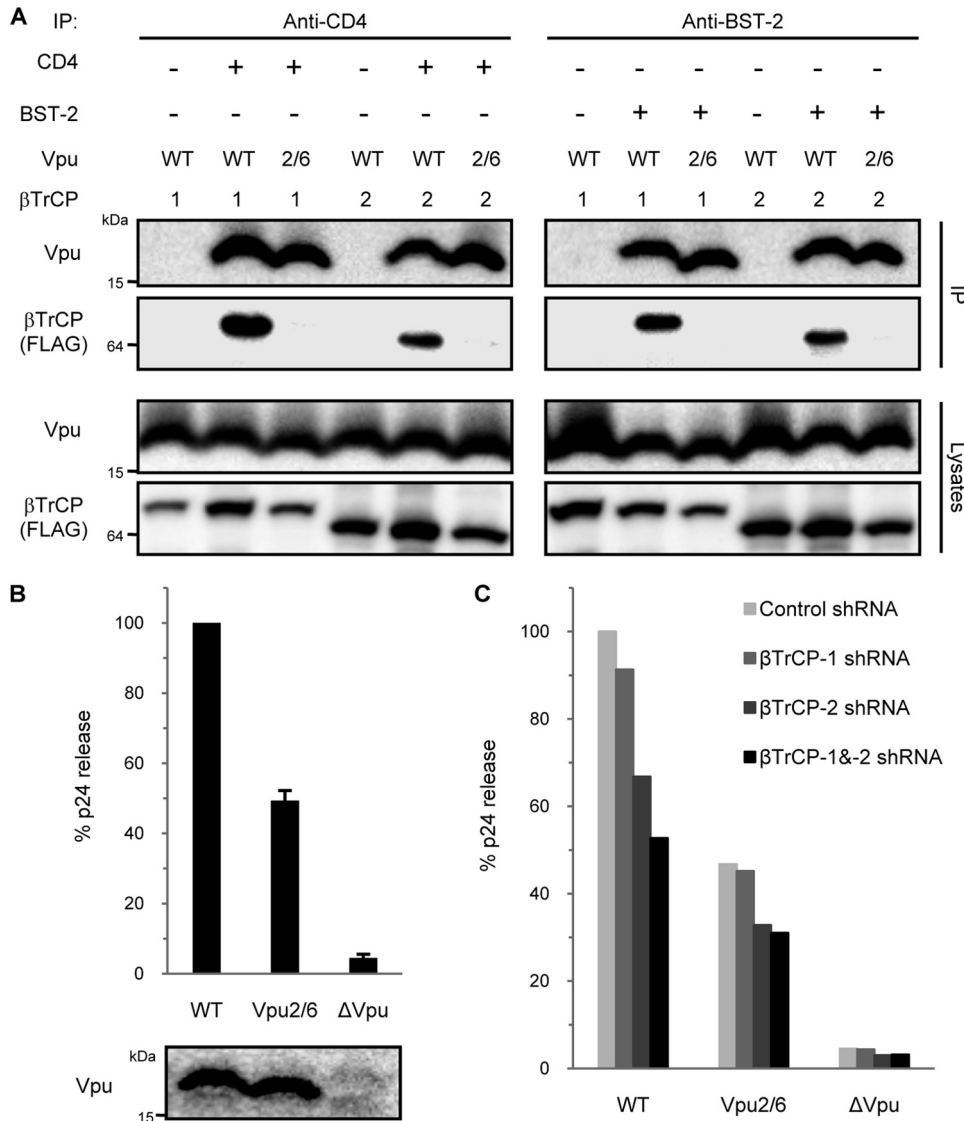 A
IP: Anti-CD4 Anti-BST-2
CD4 - + + - + + - - - - - -
BST-2 - - - - - - - + + - + +
Vpu WT WT 2/6 WT WT 2/6 WT WT 2/6 WT WT 2/6
βTrCP 1 1 1 2 2 2 1 1 1 2 2 2
kDa
Vpu
15
βTrCP
(FLAG)
64
IP
Vpu
15
βTrCP
(FLAG)
64
Lysates
B
% p24 release
100
80
60
40
20
0
WT Vpu2/6 ΔVpu
kDa
Vpu
15
C
% p24 release
100
80
60
40
20
0
Control shRNA
βTrCP-1 shRNA
βTrCP-2 shRNA
βTrCP-1&-2 shRNA
WT Vpu2/6 ΔVpu